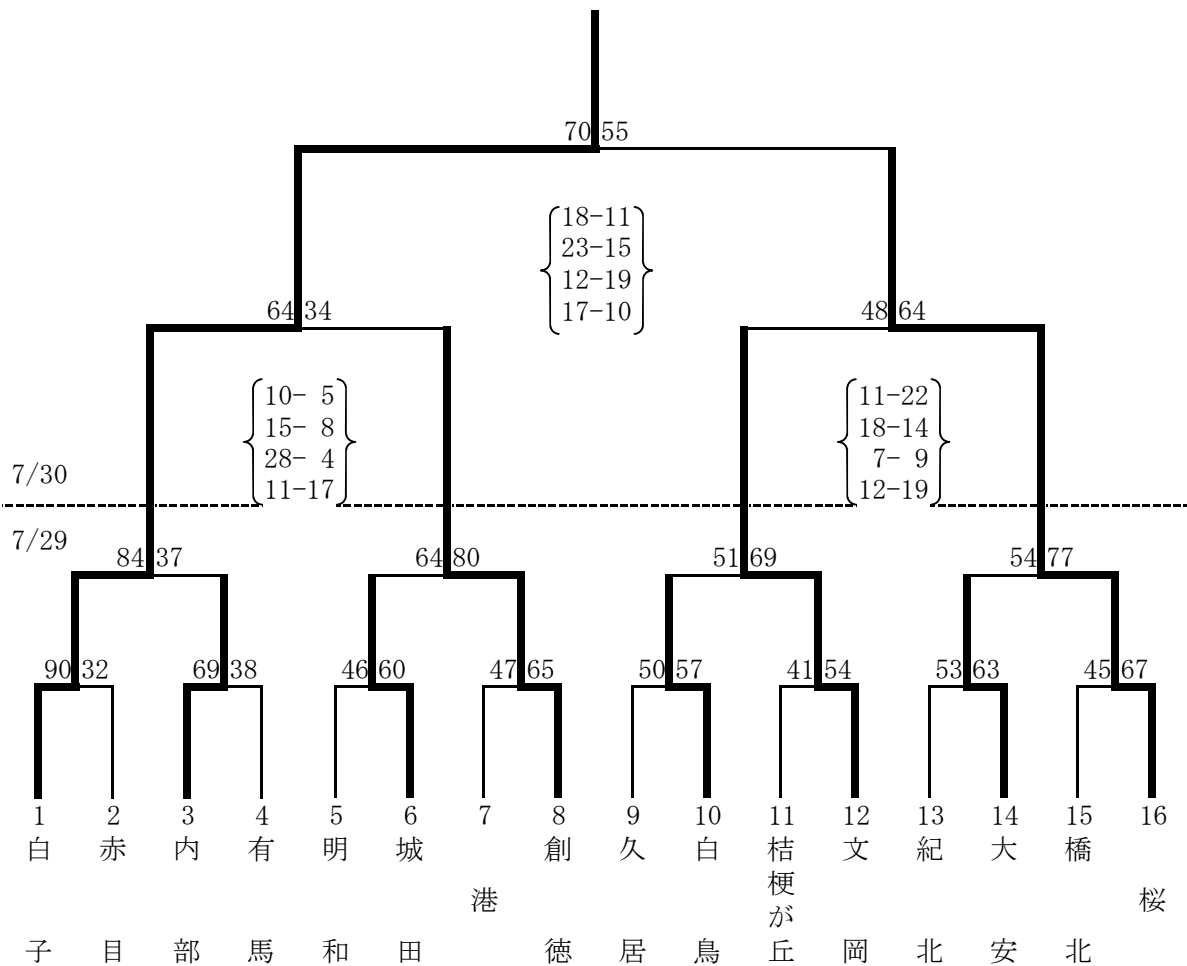 70 55
18-11
23-15
12-19
17-10
64 34
48 64
10- 5
15- 8
28- 4
11-17
11-22
18-14
7- 9
12-19
7/30
7/29
84 37
64 80
51 69
54 77
90 32
69 38
46 60
47 65
50 57
41 54
53 63
45 67
1 2 3 4 5 6 7 8 9 10 11 12 13 14 15 16
白子
赤目
内部
有馬
明和
城田
港
創徳
久居
白鳥
桔梗が丘
文岡
紀北
大安
橋北
桜